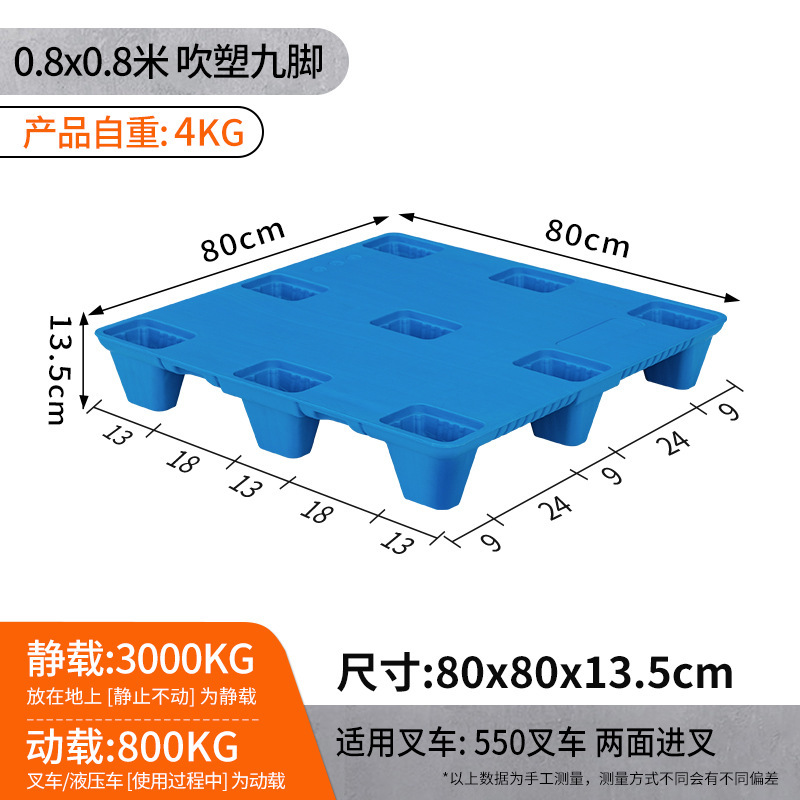 0.8x0.8米 吹塑九脚
产品自重: 4KG
80cm
80cm
13.5cm
13
18
13
18
13
9
24
9
24
9
静载:3000KG
放在地上 [静止不动] 为静载
动载:800KG
叉车/液压车 [使用过程中] 为动载
尺寸:80x80x13.5cm
适用叉车: 550叉车 两面进叉
*以上数据为手工测量，测量方式不同会有不同偏差